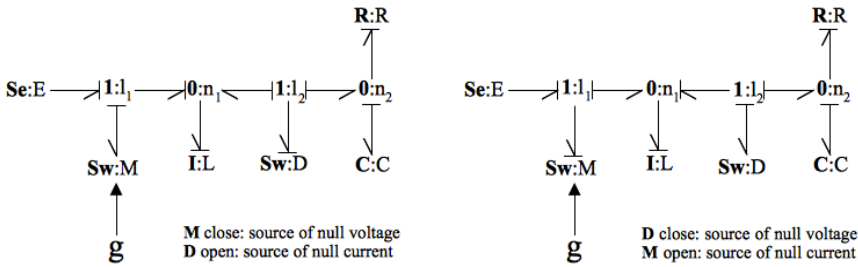 R:R R:R
Se:E 1:l₁ 0:n₁ 1:l₂ 0:n₂ Se:E 1:l₁ 0:n₁ 1:l₂ 0:n₂
Sw:M I:L Sw:D C:C Sw:M I:L Sw:D C:C
M close: source of null voltage D close: source of null voltage
g D open: source of null current g M open: source of null current